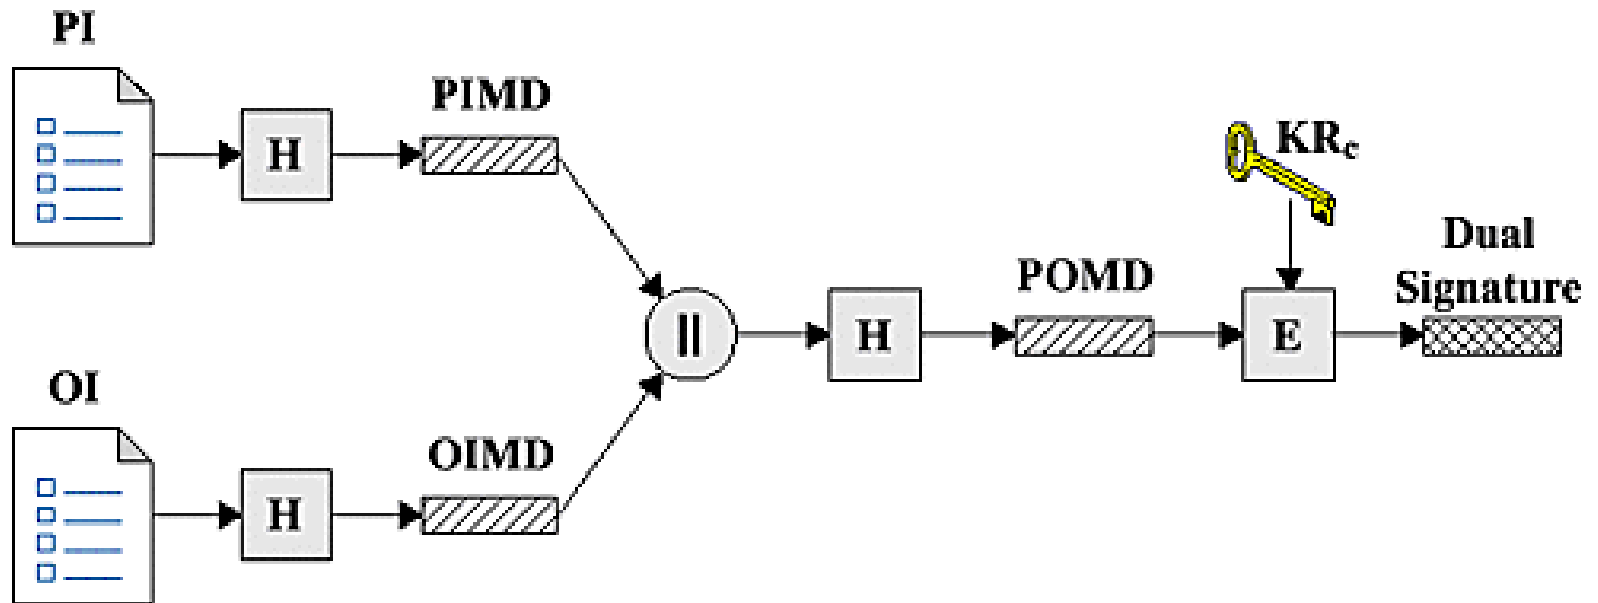 PI
PIMD
H
KRc
Dual
Signature
POMD
||
H
E
OI
OIMD
H